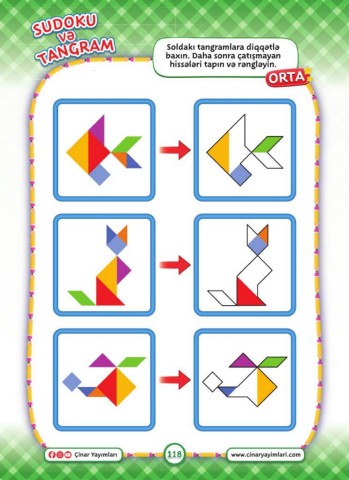 SUDOKU
VƏ
TANGRAM
Soldakı tangramlara diqqətlə
baxın. Daha sonra çatışmayan
hissələri tapın və rəngləyin.
ORTA
Çinar Yayımları
118
www.cinaryayimlari.com